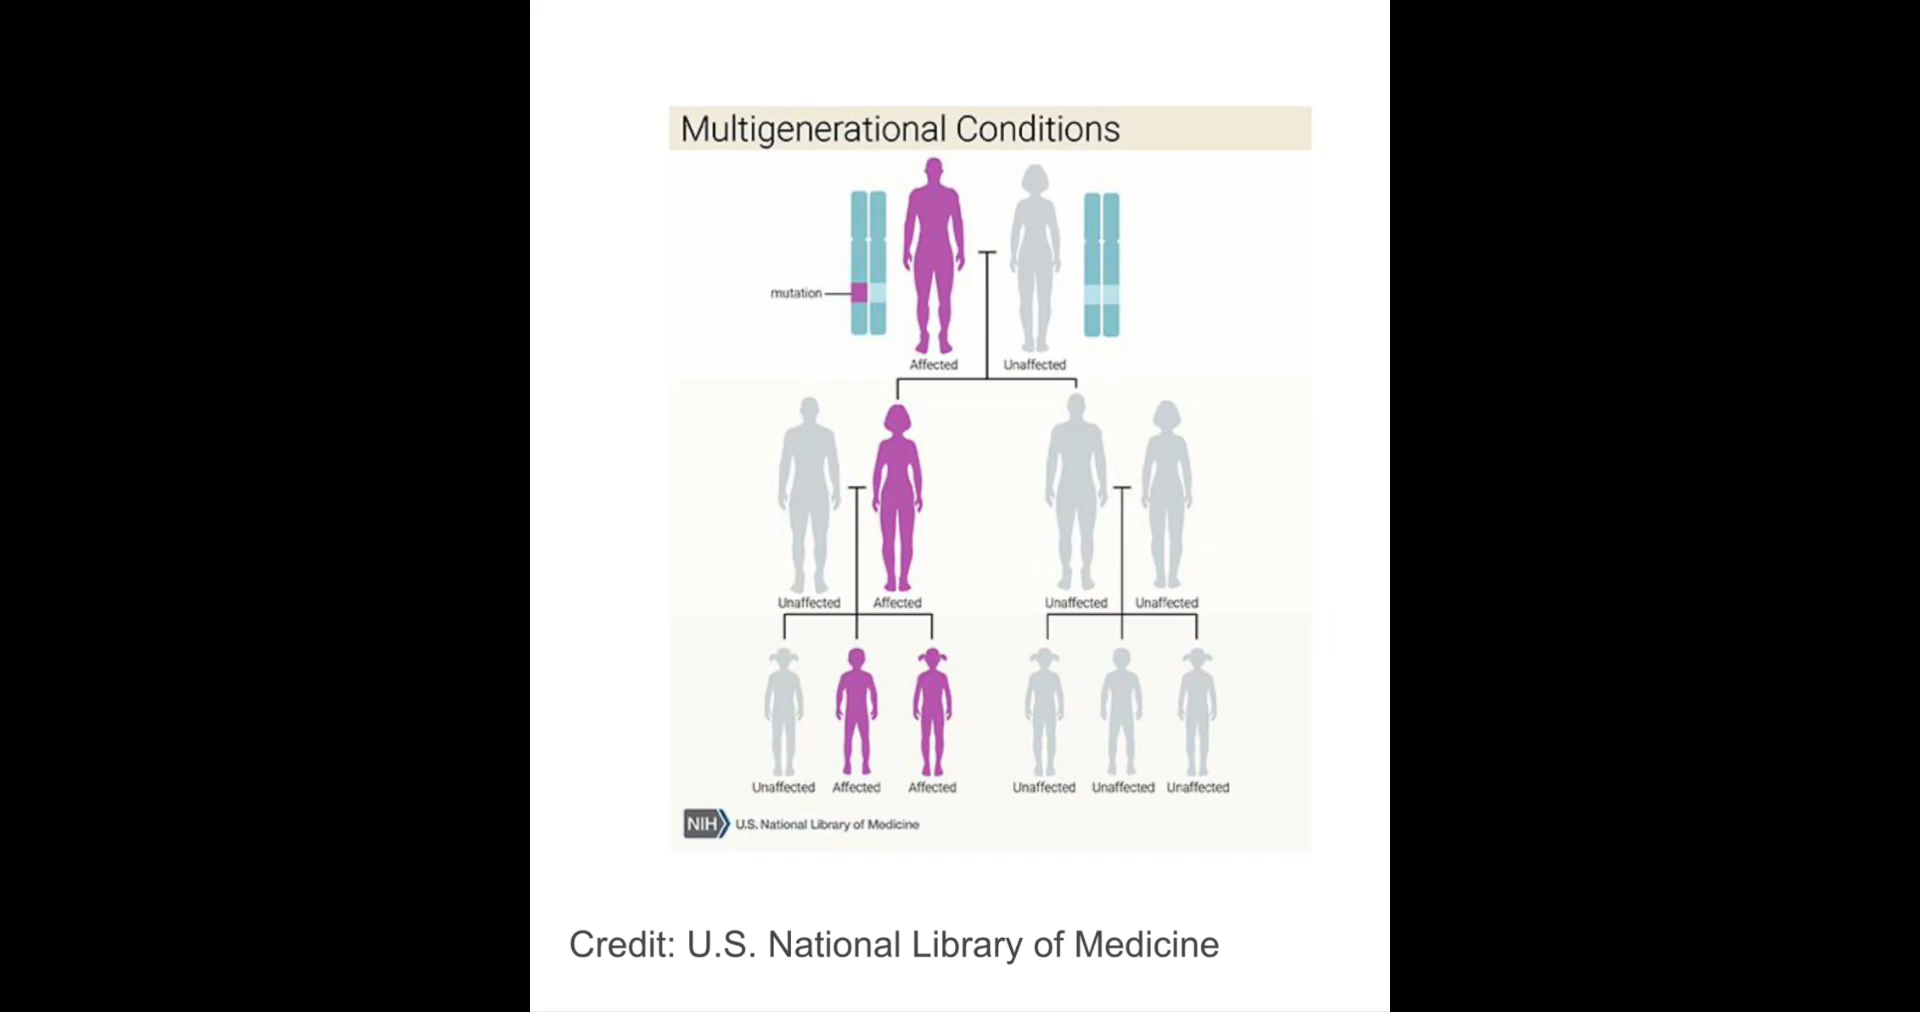 Multigenerational Conditions
mutation
Affected Unaffected
Unaffected Affected Unaffected Unaffected
Unaffected Affected Affected Unaffected Unaffected Unaffected
NIH U.S. National Library of Medicine
Credit: U.S. National Library of Medicine